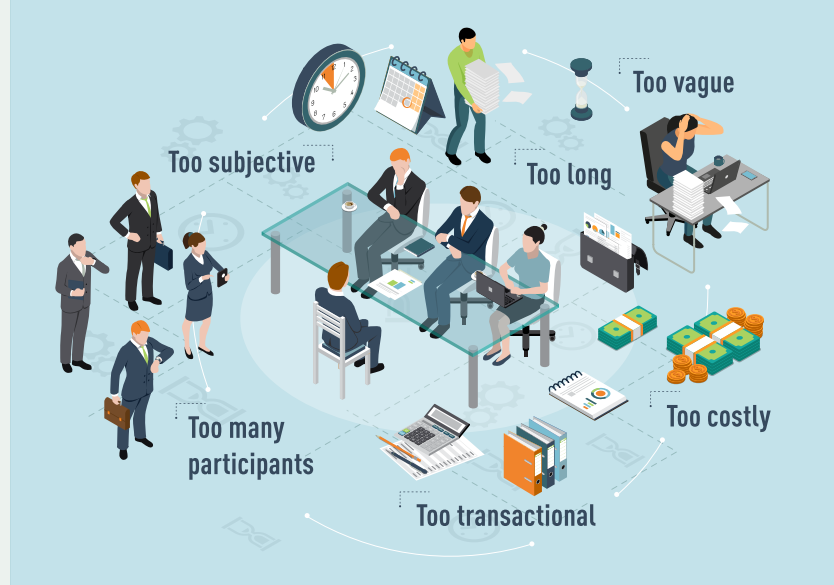 Too vague
Too subjective
Too long
Too costly
Too many
participants
Too transactional